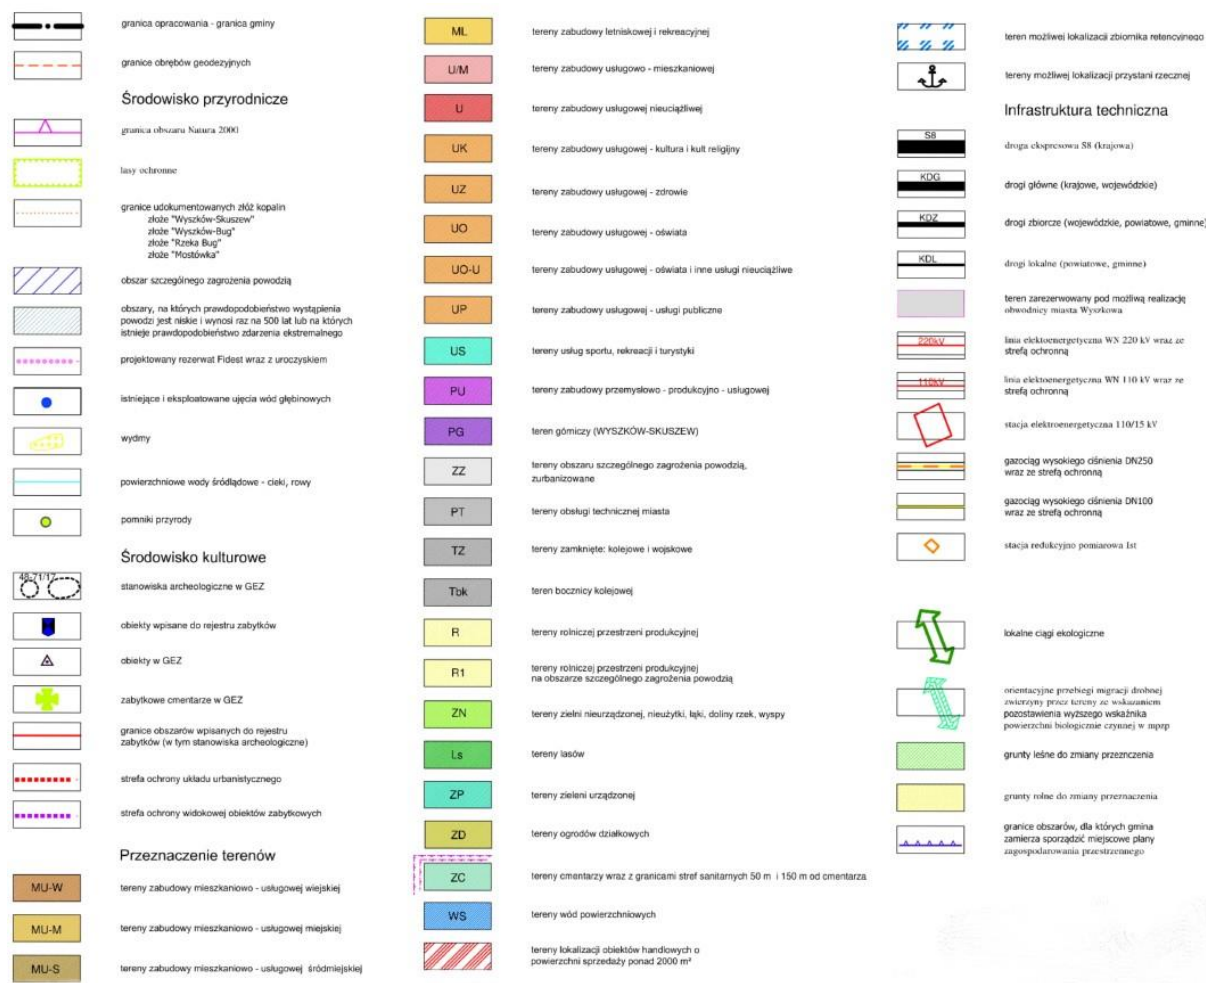 granica opracowania - granica gminy
granice obrębów geodezyjnych
Środowisko przyrodnicze
granica obszaru Natura 2000
lasy ochronne
granice udokumentowanych złóż kopalin
złoże "Wyszków-Skuszew"
złoże "Wyszków-Bug"
złoże "Rzeka Bug"
złoże "Mostówka"
obszar szczególnego zagrożenia powodzią
obszary, na których prawdopodobieństwo wystąpienia
powodzi jest niskie i wynosi raz na 500 lat lub na których
istnieje prawdopodobieństwo zdarzenia ekstremalnego
projektowany rezerwat Fidest wraz z uroczyskiem
istniejące i eksploatowane ujęcia wód głębinowych
wydmy
powierzchniowe wody śródlądowe - cieki, rowy
pomniki przyrody
Środowisko kulturowe
48-71/17
stanowiska archeologiczne w GEZ
obiekty wpisane do rejestru zabytków
obiekty w GEZ
zabytkowe cmentarze w GEZ
granice obszarów wpisanych do rejestru
zabytków (w tym stanowiska archeologiczne)
strefa ochrony układu urbanistycznego
strefa ochrony widokowej obiektów zabytkowych
Przeznaczenie terenów
MU-W tereny zabudowy mieszkaniowo - usługowej wiejskiej
MU-M tereny zabudowy mieszkaniowo - usługowej miejskiej
MU-S tereny zabudowy mieszkaniowo - usługowej śródmiejskiej
ML tereny zabudowy letniskowej i rekreacyjnej
U/M tereny zabudowy usługowo - mieszkaniowej
U tereny zabudowy usługowej nieuciążliwej
UK tereny zabudowy usługowej - kultura i kult religijny
UZ tereny zabudowy usługowej - zdrowie
UO tereny zabudowy usługowej - oświata
UO-U tereny zabudowy usługowej - oświata i inne usługi nieuciążliwe
UP tereny zabudowy usługowej - usługi publiczne
US tereny usług sportu, rekreacji i turystyki
PU tereny zabudowy przemysłowo - produkcyjno - usługowej
PG teren górniczy (WYSZKÓW-SKUSZEW)
ZZ tereny obszaru szczególnego zagrożenia powodzią,
zurbanizowane
PT tereny obsługi technicznej miasta
TZ tereny zamknięte: kolejowe i wojskowe
Tbk teren bocznicy kolejowej
R tereny rolniczej przestrzeni produkcyjnej
R1 tereny rolniczej przestrzeni produkcyjnej
na obszarze szczególnego zagrożenia powodzią
ZN tereny zielni nieurządzonej, nieużytki, łąki, doliny rzek, wyspy
Ls tereny lasów
ZP tereny zieleni urządzonej
ZD tereny ogrodów działkowych
ZC tereny cmentarzy wraz z granicami stref sanitarnych 50 m i 150 m od cmentarza
WS tereny wód powierzchniowych
tereny lokalizacji obiektów handlowych o
powierzchni sprzedaży ponad 2000 m²
teren możliwej lokalizacji zbiornika retencyjnego
tereny możliwej lokalizacji przystani rzecznej
Infrastruktura techniczna
S8 droga ekspresowa S8 (krajowa)
KDG drogi główne (krajowe, wojewódzkie)
KDZ drogi zbiorcze (wojewódzkie, powiatowe, gminne)
KDL drogi lokalne (powiatowe, gminne)
teren zarezerwowany pod możliwą realizację
obwodnicy miasta Wyszkowa
220kV linia elektoenergetyczna WN 220 kV wraz ze
strefą ochronną
110kV linia elektoenergetyczna WN 110 kV wraz ze
strefą ochronną
stacja elektroenergetyczna 110/15 kV
gazociąg wysokiego ciśnienia DN250
wraz ze strefą ochronną
gazociąg wysokiego ciśnienia DN100
wraz ze strefą ochronną
stacja redukcyjno pomiarowa Ist
lokalne ciągi ekologiczne
orientacyjne przebiegi migracji drobnej
zwierzyny przez tereny ze wskazaniem
pozostawienia wyższego wskaźnika
powierzchni biologicznie czynnej w mpzp
grunty leśne do zmiany przeznczenia
grunty rolne do zmiany przeznaczenia
granice obszarów, dla których gmina
zamierza sporządzić miejscowe plany
zagospodarowania przestrzennego